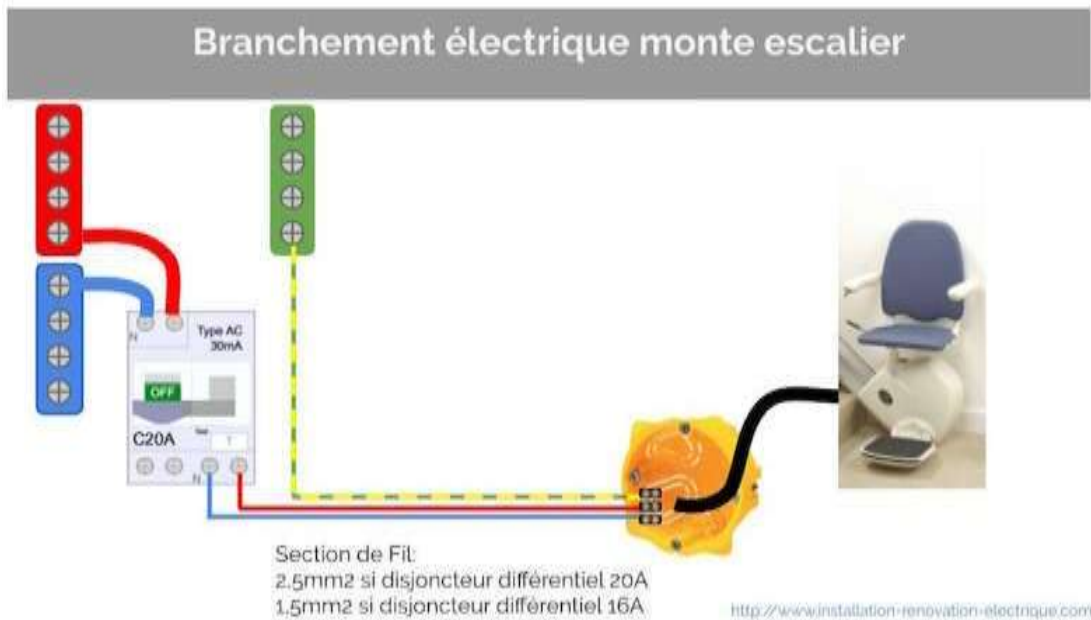 Branchement électrique monte escalier
N
Type AC
30mA
OFF
C20A
Test
T
N
Section de Fil:
2,5mm2 si disjoncteur différentiel 20A
1,5mm2 si disjoncteur différentiel 16A
http://www.installation-renovation-electrique.com